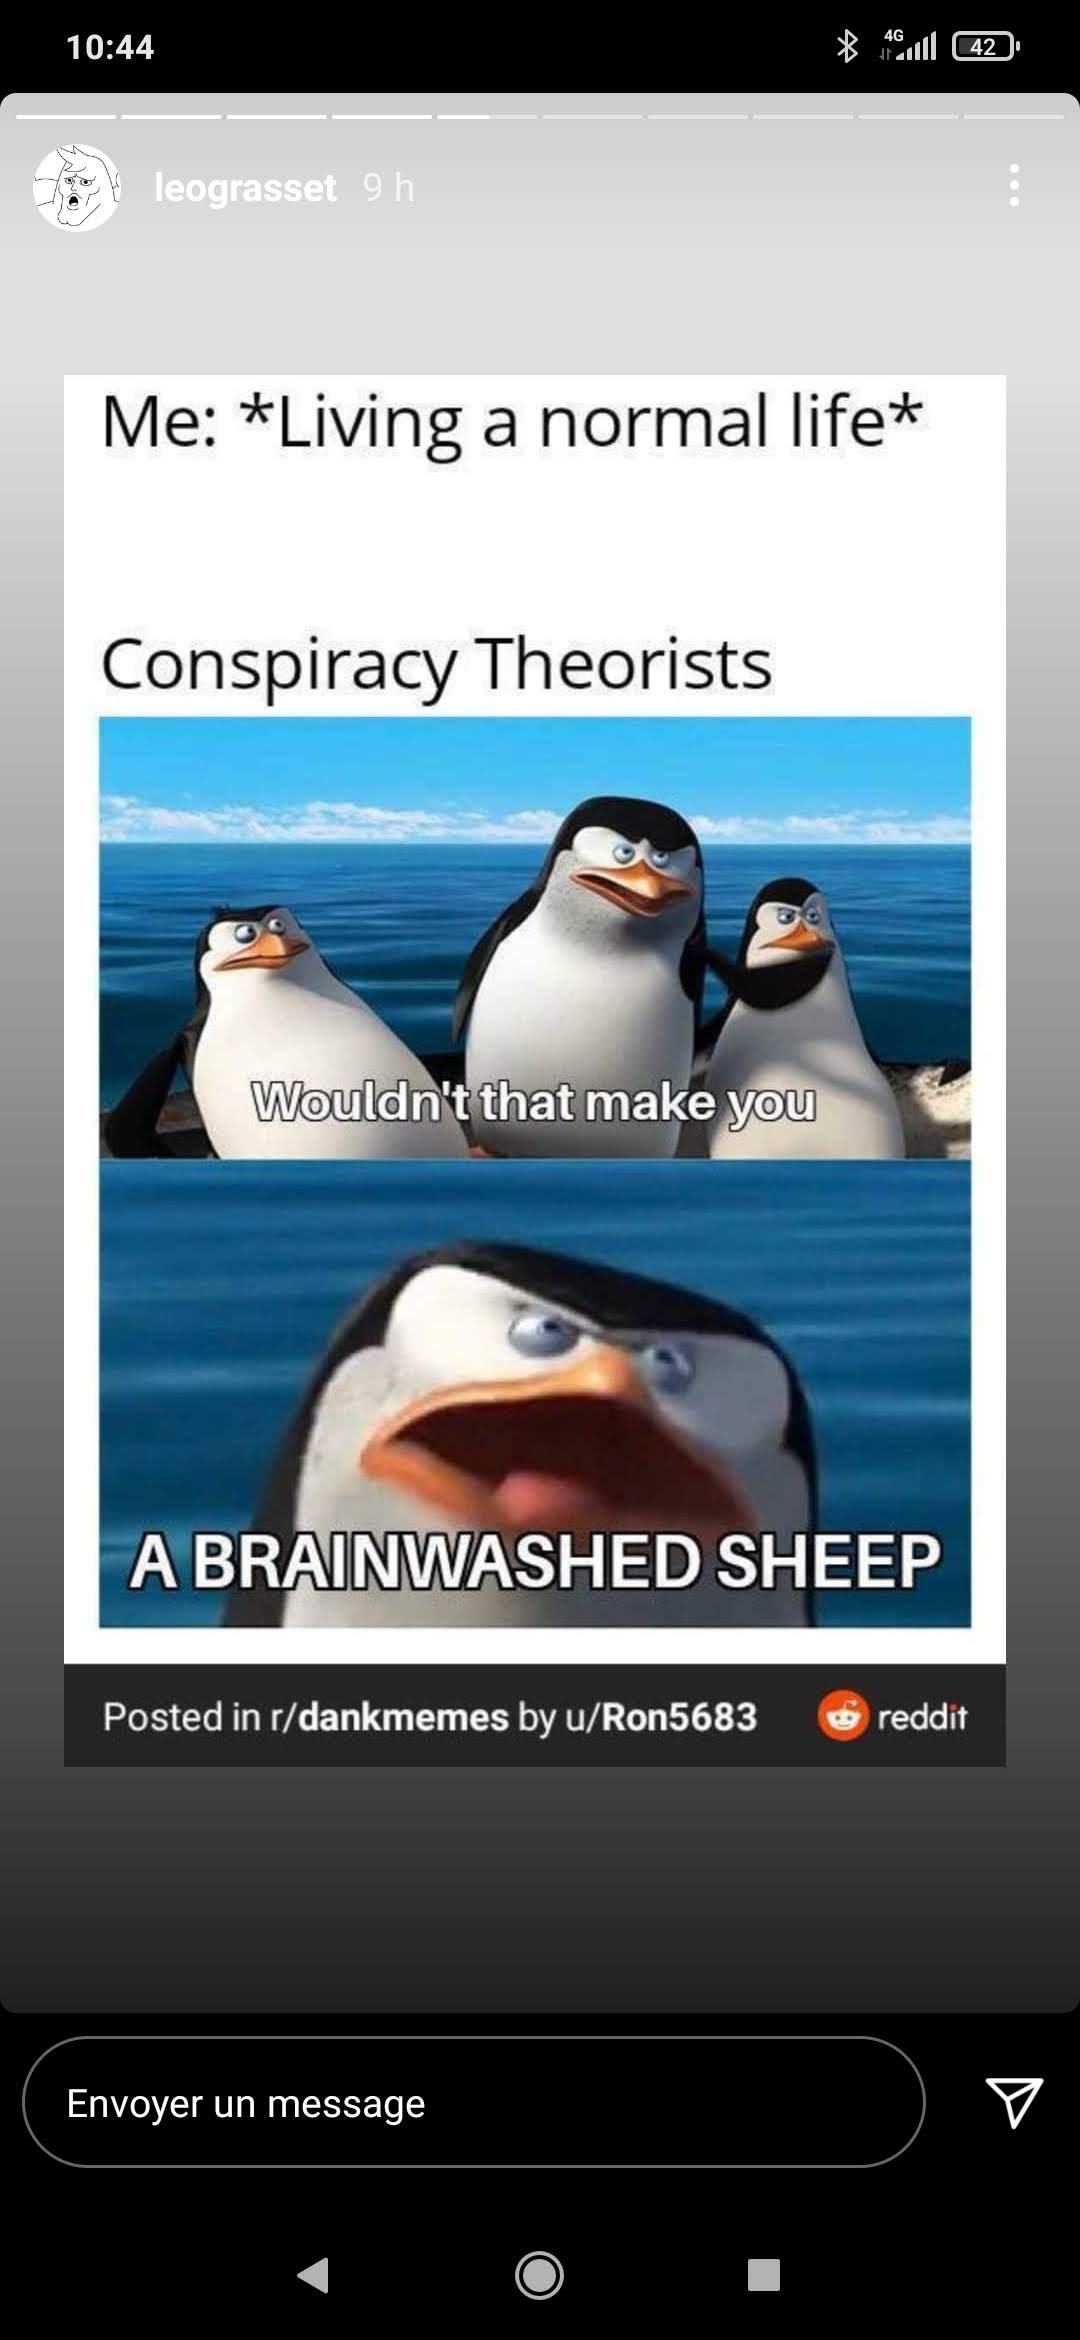 10:44
4G
42
leograsset 9 h
Me: *Living a normal life*
Conspiracy Theorists
Wouldn't that make you
A BRAINWASHED SHEEP
Posted in r/dankmemes by u/Ron5683
reddit
Envoyer un message